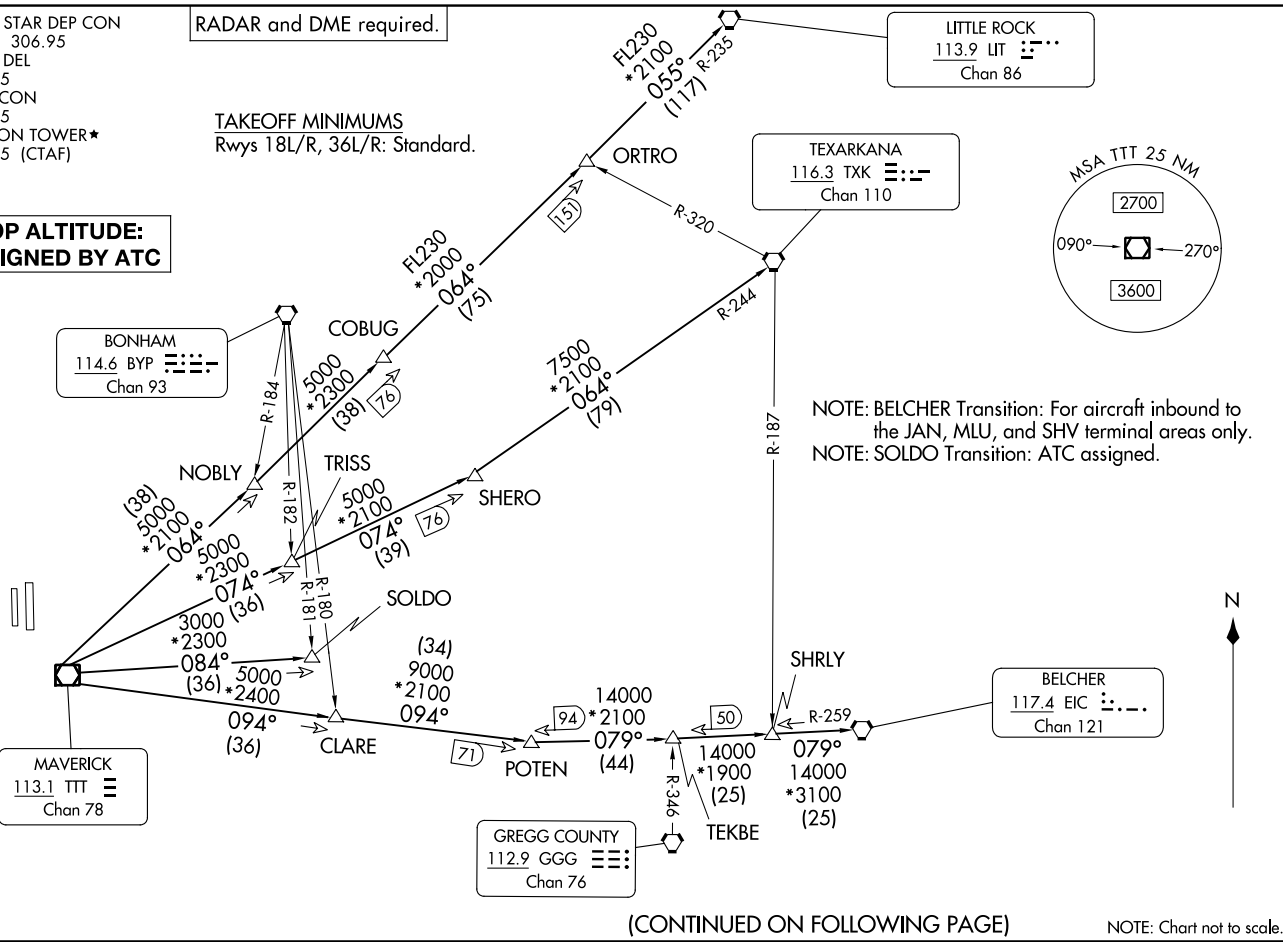 STAR DEP CON
306.95
DEL
5
CON
5
ON TOWER★
5 (CTAF)
RADAR and DME required.
TAKEOFF MINIMUMS
Rwys 18L/R, 36L/R: Standard.
OP ALTITUDE:
SIGNED BY ATC
LITTLE ROCK
113.9 LIT
Chan 86
FL230
*2100
055°
(117)
R-235
ORTRO
151
TEXARKANA
116.3 TXK
Chan 110
R-320
MSA TTT 25 NM
2700
090°
270°
3600
FL230
*2000
064°
(75)
BONHAM
114.6 BYP
Chan 93
COBUG
5000
*2300
(38)
76
R-184
R-244
7500
*2100
064°
(79)
R-187
NOTE: BELCHER Transition: For aircraft inbound to
the JAN, MLU, and SHV terminal areas only.
NOTE: SOLDO Transition: ATC assigned.
NOBLY
TRISS
R-182
5000
*2100
074°
(39)
76
SHERO
(38)
5000
*2100
064°
5000
*2300
074°
(36)
R-181
R-180
SOLDO
3000
*2300
084°
(36)
5000
*2400
094°
(36)
CLARE
(34)
9000
*2100
094°
71
POTEN
94
14000
*2100
079°
(44)
50
SHRLY
R-259
14000
*1900
(25)
079°
14000
*3100
(25)
N
BELCHER
117.4 EIC
Chan 121
MAVERICK
113.1 TTT
Chan 78
R-346
TEKBE
GREGG COUNTY
112.9 GGG
Chan 76
(CONTINUED ON FOLLOWING PAGE)
NOTE: Chart not to scale.